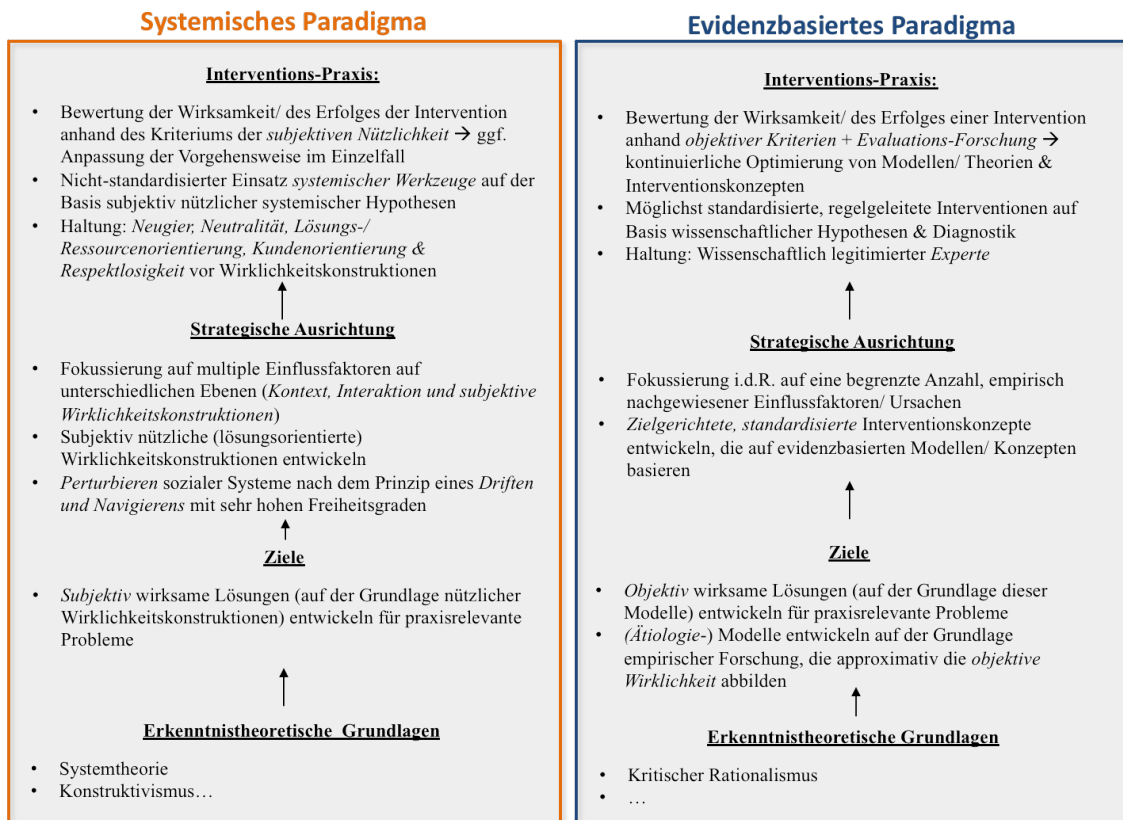 Systemisches Paradigma
Interventions-Praxis:
• Bewertung der Wirksamkeit/ des Erfolges der Intervention
anhand des Kriteriums der subjektiven Nützlichkeit → ggf.
Anpassung der Vorgehensweise im Einzelfall
• Nicht-standardisierter Einsatz systemischer Werkzeuge auf der
Basis subjektiv nützlicher systemischer Hypothesen
• Haltung: Neugier, Neutralität, Lösungs-/
Ressourcenorientierung, Kundenorientierung &
Respektlosigkeit vor Wirklichkeitskonstruktionen
Strategische Ausrichtung
• Fokussierung auf multiple Einflussfaktoren auf
unterschiedlichen Ebenen (Kontext, Interaktion und subjektive
Wirklichkeitskonstruktionen)
• Subjektiv nützliche (lösungsorientierte)
Wirklichkeitskonstruktionen entwickeln
• Perturbieren sozialer Systeme nach dem Prinzip eines Driften
und Navigierens mit sehr hohen Freiheitsgraden
Ziele
• Subjektiv wirksame Lösungen (auf der Grundlage nützlicher
Wirklichkeitskonstruktionen) entwickeln für praxisrelevante
Probleme
Erkenntnistheoretische Grundlagen
• Systemtheorie
• Konstruktivismus…
Evidenzbasiertes Paradigma
Interventions-Praxis:
• Bewertung der Wirksamkeit/ des Erfolges einer Intervention
anhand objektiver Kriterien + Evaluations-Forschung →
kontinuierliche Optimierung von Modellen/ Theorien &
Interventionskonzepten
• Möglichst standardisierte, regelgeleitete Interventionen auf
Basis wissenschaftlicher Hypothesen & Diagnostik
• Haltung: Wissenschaftlich legitimierter Experte
Strategische Ausrichtung
• Fokussierung i.d.R. auf eine begrenzte Anzahl, empirisch
nachgewiesener Einflussfaktoren/ Ursachen
• Zielgerichtete, standardisierte Interventionskonzepte
entwickeln, die auf evidenzbasierten Modellen/ Konzepten
basieren
Ziele
• Objektiv wirksame Lösungen (auf der Grundlage dieser
Modelle) entwickeln für praxisrelevante Probleme
• (Ätiologie-) Modelle entwickeln auf der Grundlage
empirischer Forschung, die approximativ die objektive
Wirklichkeit abbilden
Erkenntnistheoretische Grundlagen
• Kritischer Rationalismus
• …